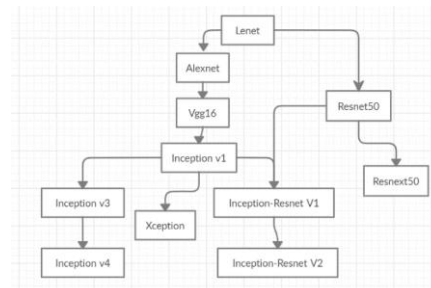 Lenet
Alexnet
Resnet50
Vgg16
Inception v1
Resnext50
Inception v3
Inception-Resnet V1
Xception
Inception v4
Inception-Resnet V2